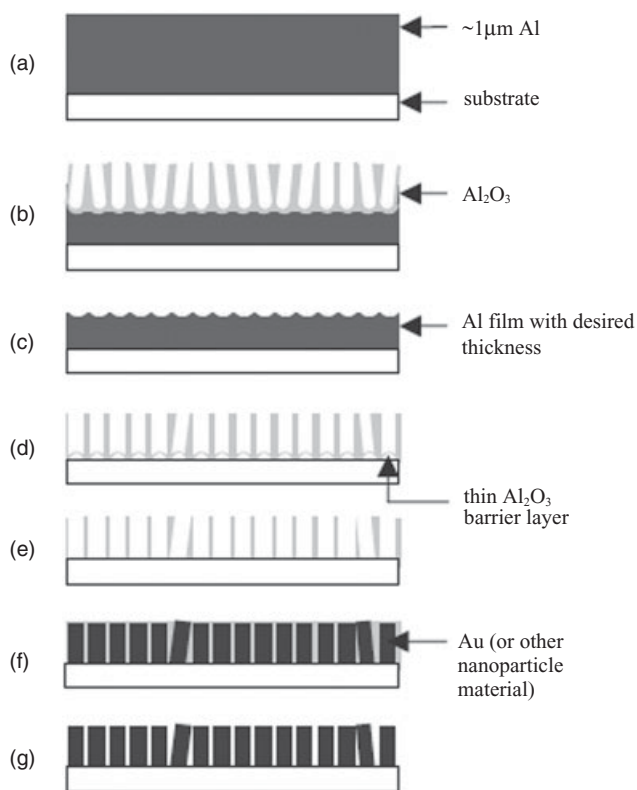 (a)
~1μm Al
substrate
(b)
Al₂O₃
(c)
Al film with desired
thickness
(d)
thin Al₂O₃
barrier layer
(e)
(f)
Au (or other
nanoparticle
material)
(g)